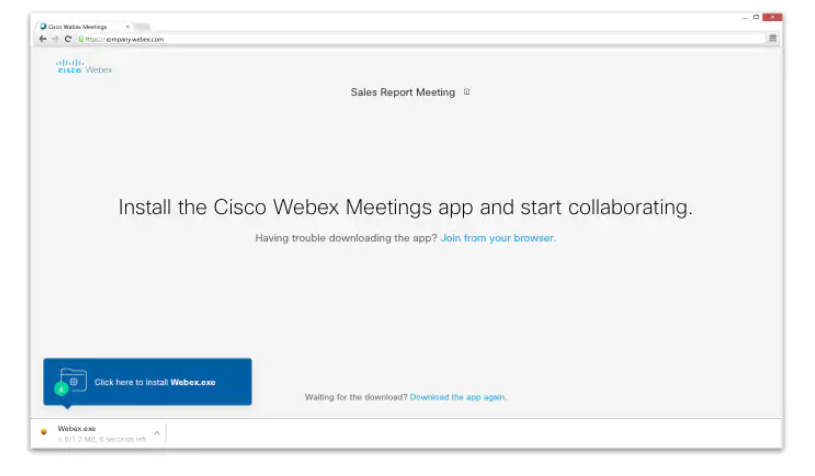 Cisco Webex Meetings
https:// company.webex.com
CISCO Webex
Sales Report Meeting
Install the Cisco Webex Meetings app and start collaborating.
Having trouble downloading the app? Join from your browser.
Click here to install Webex.exe
Waiting for the download? Download the app again.
Webex.exe
0.6/1.2 MB, 6 seconds left